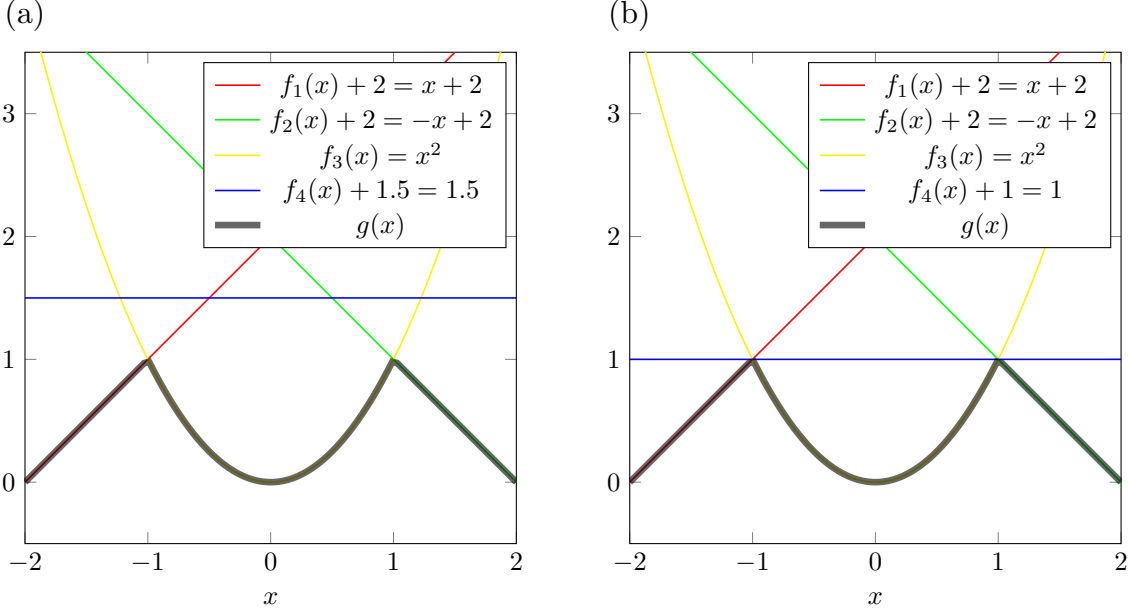 (a)
f₁(x) + 2 = x + 2
f₂(x) + 2 = −x + 2
f₃(x) = x²
f₄(x) + 1.5 = 1.5
g(x)
3
2
1
0
−2 −1 0 1 2
x
(b)
f₁(x) + 2 = x + 2
f₂(x) + 2 = −x + 2
f₃(x) = x²
f₄(x) + 1 = 1
g(x)
3
2
1
0
−2 −1 0 1 2
x